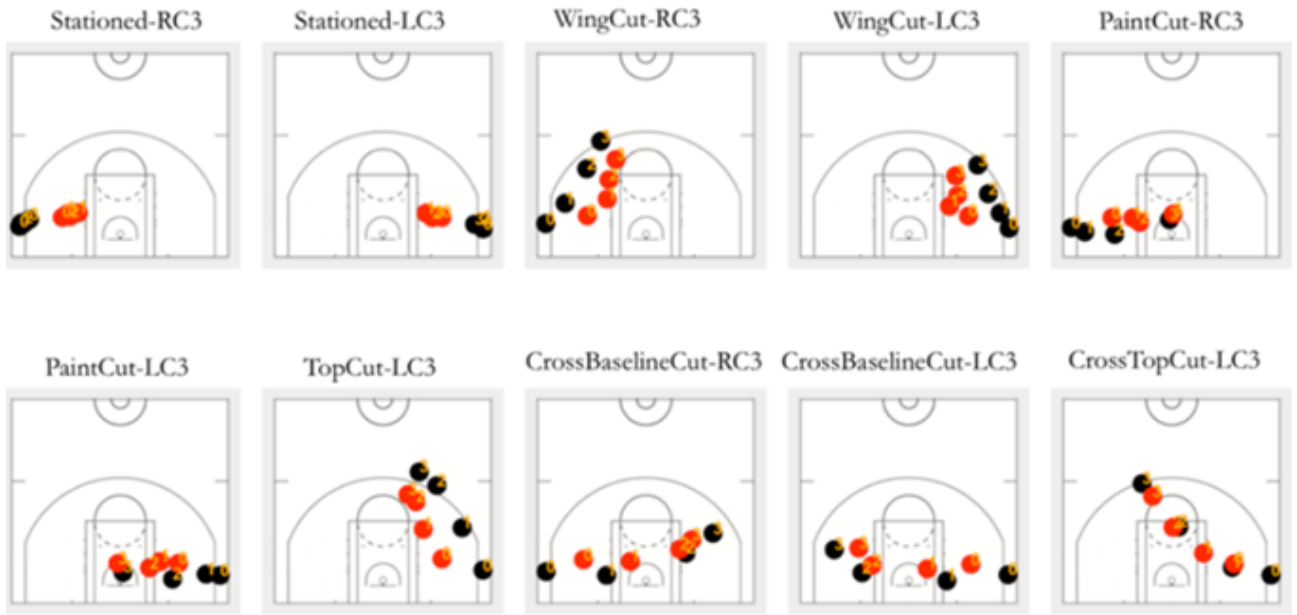 Stationed-RC3
Stationed-LC3
WingCut-RC3
WingCut-LC3
PaintCut-RC3
PaintCut-LC3
TopCut-LC3
CrossBaselineCut-RC3
CrossBaselineCut-LC3
CrossTopCut-LC3